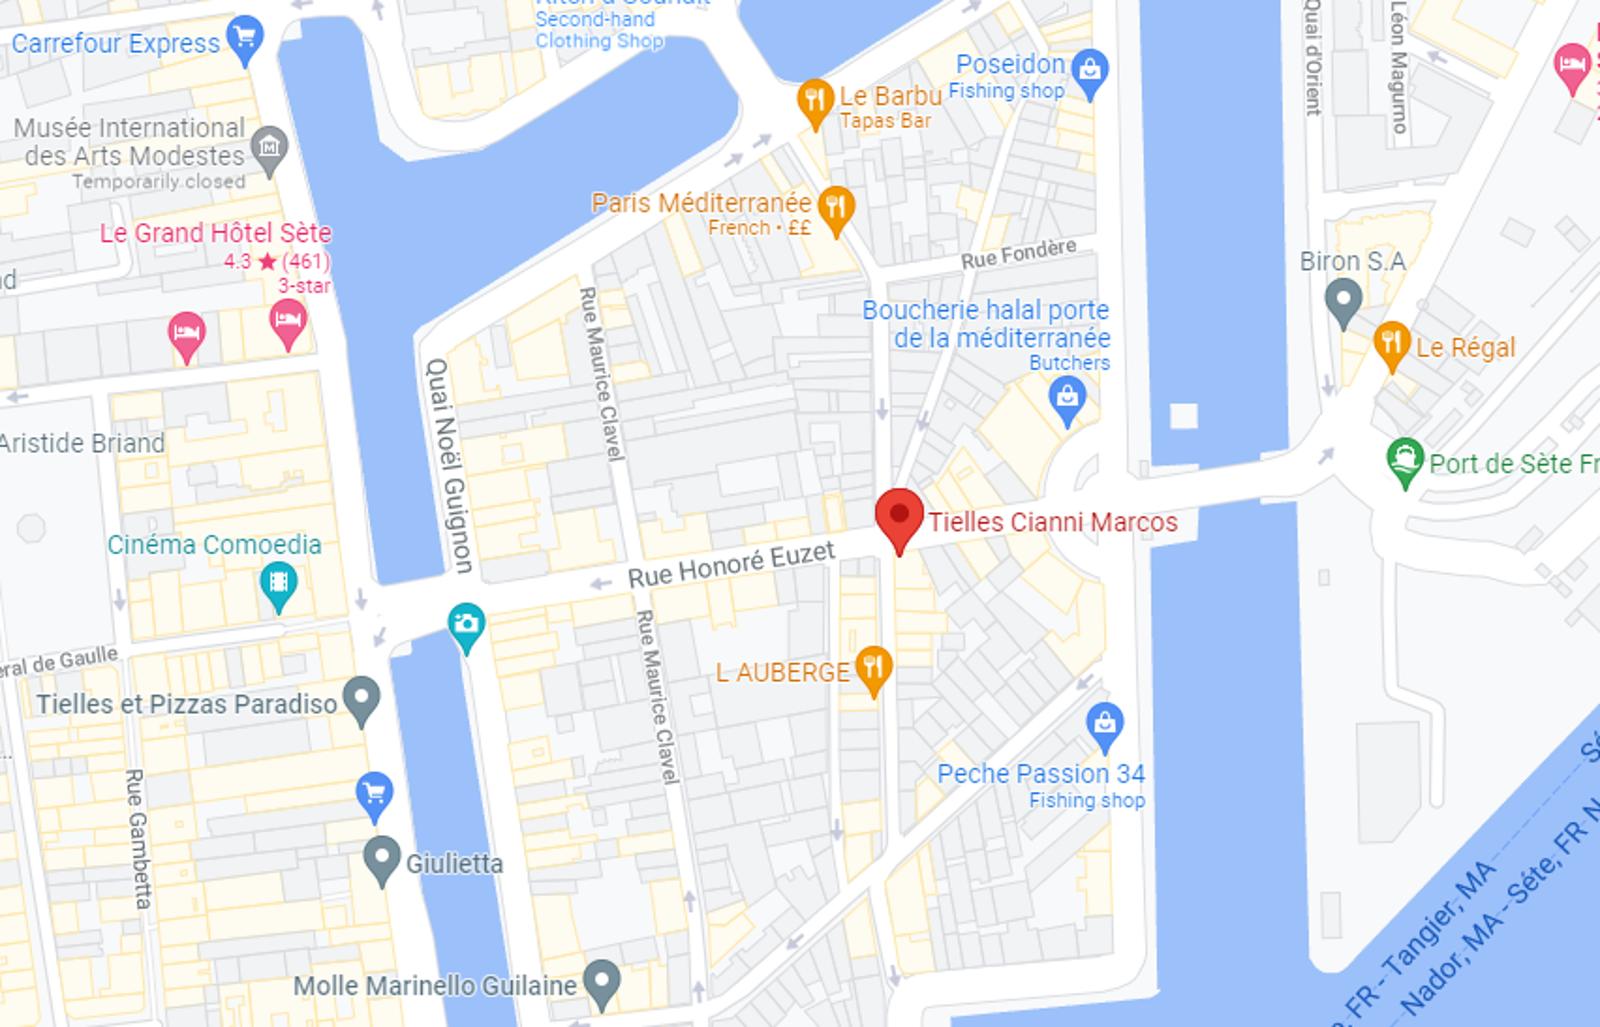 Second-hand
Clothing Shop
Carrefour Express
Poseidon
Fishing shop
Le Barbu
Tapas Bar
Quai d'Orient
Léon Magurno
Musée International
des Arts Modestes
Temporarily closed
Paris Méditerranée
French • ££
Le Grand Hôtel Sète
4.3 ★ (461)
3-star
Rue Fondère
Biron S.A
Le Régal
Boucherie halal porte
de la méditerranée
Butchers
Rue Maurice Clavel
Quai Noël Guignon
Aristide Briand
Port de Sète Fr
Tielles Cianni Marcos
Cinéma Comoedia
Rue Honoré Euzet
eral de Gaulle
L AUBERGE
Rue Maurice Clavel
Tielles et Pizzas Paradiso
Rue Gambetta
Peche Passion 34
Fishing shop
Giulietta
Molle Marinello Guilaine
FR - Tangier, MA
Sé
Nador, MA - Séte, FR N